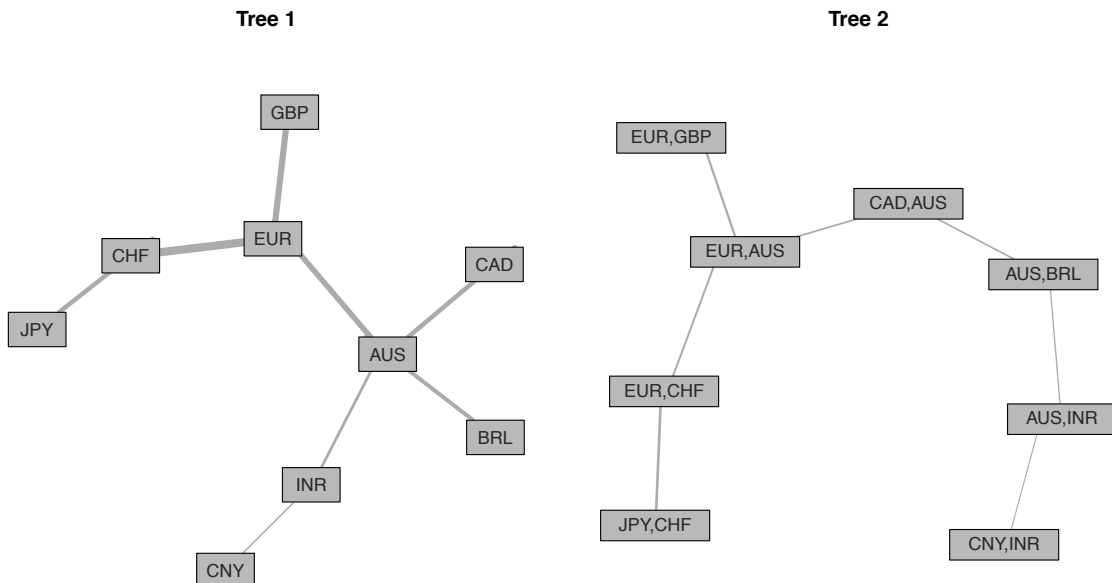 Tree 1
GBP
EUR
CHF
CAD
JPY
AUS
BRL
INR
CNY
Tree 2
EUR,GBP
CAD,AUS
EUR,AUS
AUS,BRL
EUR,CHF
AUS,INR
JPY,CHF
CNY,INR